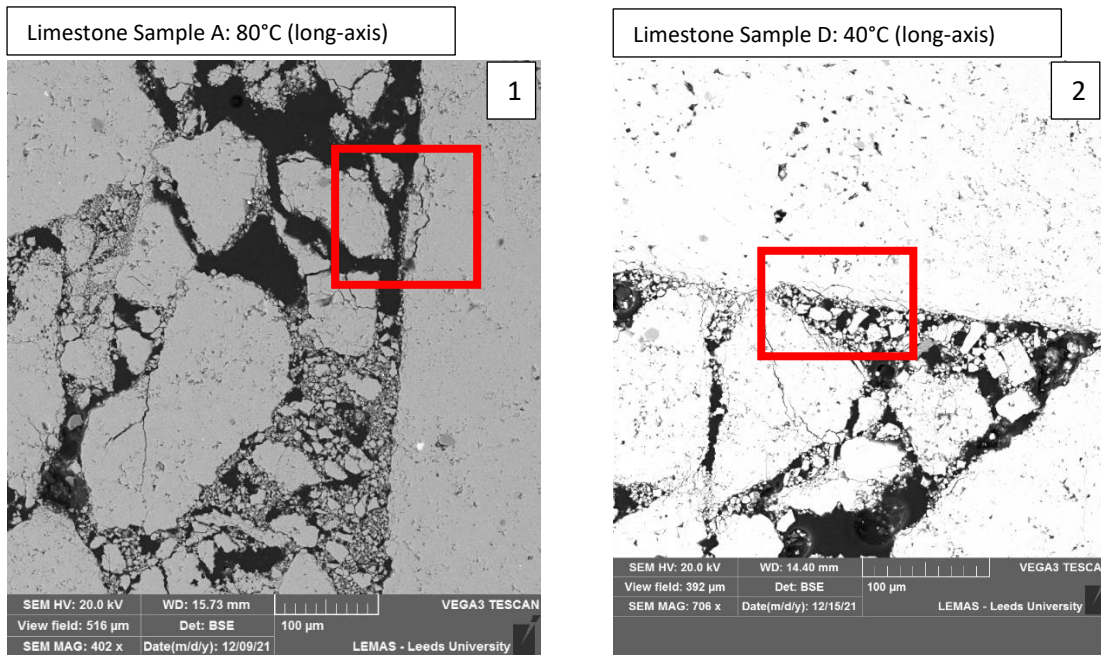 Limestone Sample A: 80°C (long-axis)
Limestone Sample D: 40°C (long-axis)
1
2
SEM HV: 20.0 kV WD: 15.73 mm VEGA3 TESCAN
View field: 516 µm Det: BSE 100 µm
SEM MAG: 402 x Date(m/d/y): 12/09/21 LEMAS - Leeds University
SEM HV: 20.0 kV WD: 14.40 mm VEGA3 TESCA
View field: 392 µm Det: BSE 100 µm
SEM MAG: 706 x Date(m/d/y): 12/15/21 LEMAS - Leeds University